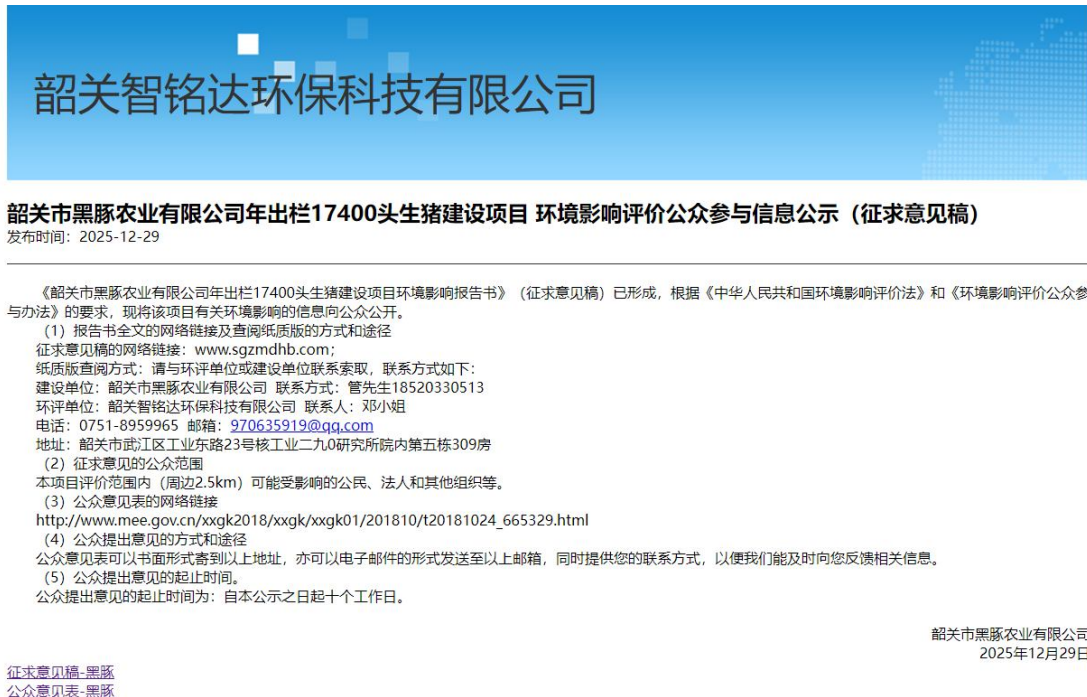 韶关智铭达环保科技有限公司
韶关市黑豚农业有限公司年出栏17400头生猪建设项目 环境影响评价公众参与信息公示（征求意见稿）
发布时间：2025-12-29
《韶关市黑豚农业有限公司年出栏17400头生猪建设项目环境影响报告书》（征求意见稿）已形成，根据《中华人民共和国环境影响评价法》和《环境影响评价公众参
与办法》的要求，现将该项目有关环境影响的信息向公众公开。
（1）报告书全文的网络链接及查阅纸质版的方式和途径
征求意见稿的网络链接：www.sgzmdhb.com；
纸质版查阅方式：请与环评单位或建设单位联系索取，联系方式如下：
建设单位：韶关市黑豚农业有限公司 联系方式：管先生18520330513
环评单位：韶关智铭达环保科技有限公司 联系人：邓小姐
电话：0751-8959965 邮箱：970635919@qq.com
地址：韶关市武江区工业东路23号核工业二九0研究所院内第五栋309房
（2）征求意见的公众范围
本项目评价范围内（周边2.5km）可能受影响的公民、法人和其他组织等。
（3）公众意见表的网络链接
http://www.mee.gov.cn/xxgk2018/xxgk/xxgk01/201810/t20181024_665329.html
（4）公众提出意见的方式和途径
公众意见表可以书面形式寄到以上地址，亦可以电子邮件的形式发送至以上邮箱，同时提供您的联系方式，以便我们能及时向您反馈相关信息。
（5）公众提出意见的起止时间。
公众提出意见的起止时间为：自本公示之日起十个工作日。
韶关市黑豚农业有限公司
2025年12月29日
征求意见稿-黑豚
公众意见表-黑豚